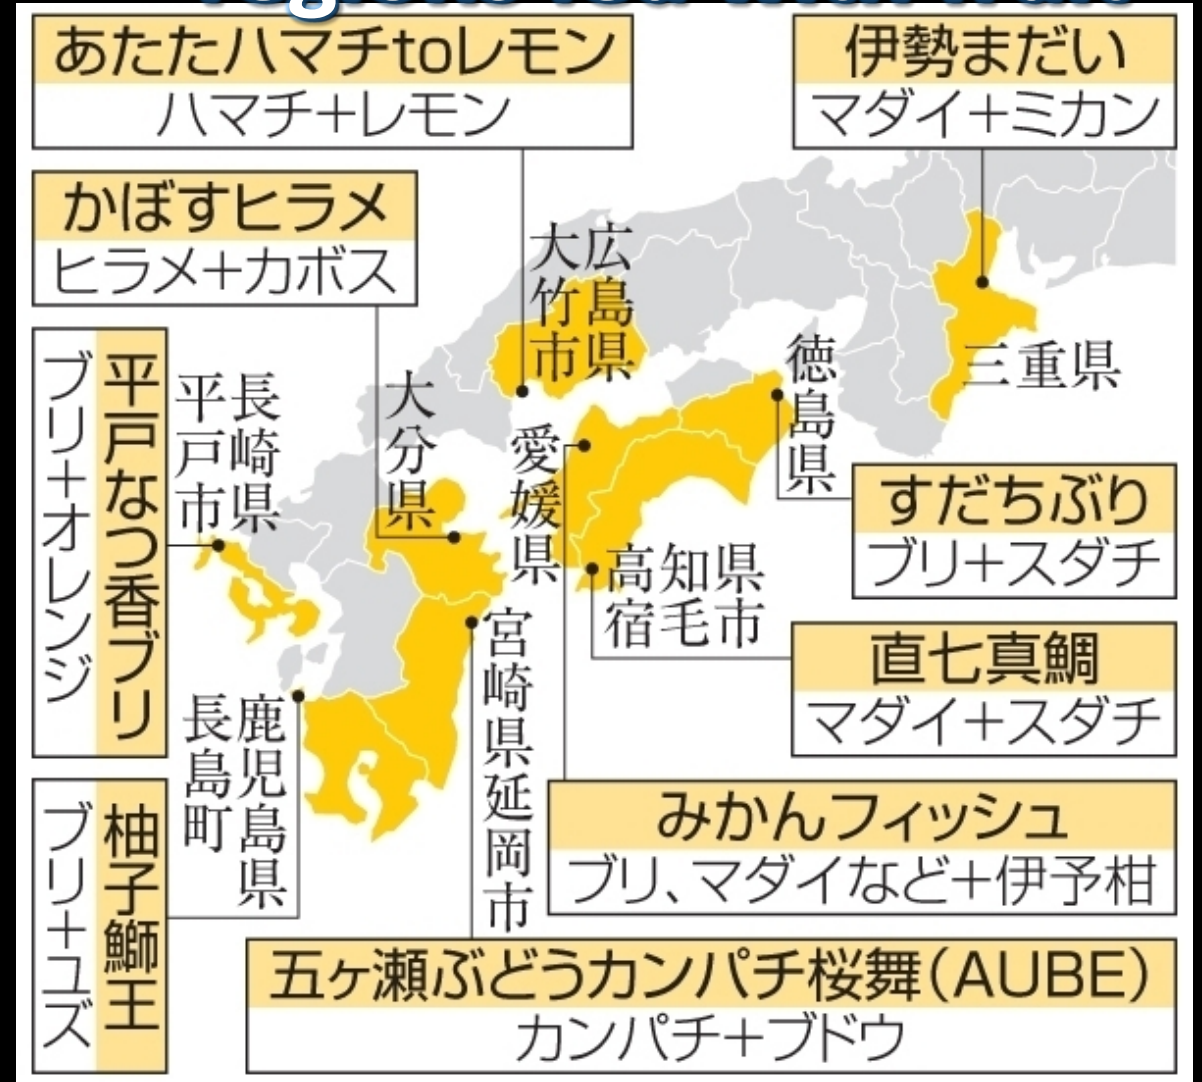 regions fed with fruit
あたたハマチtoレモン
ハマチ＋レモン
伊勢まだい
マダイ＋ミカン
かぼすヒラメ
ヒラメ＋カボス
広島県
大竹市
三重県
徳島県
平戸なつ香ブリ
ブリ＋オレンジ
長崎県
平戸市
大分県
愛媛県
すだちぶり
ブリ＋スダチ
高知県
宿毛市
宮崎県延岡市
直七真鯛
マダイ＋スダチ
鹿児島県
長島町
みかんフィッシュ
ブリ、マダイなど＋伊予柑
柚子鰤王
ブリ＋ユズ
五ヶ瀬ぶどうカンパチ桜舞（AUBE）
カンパチ＋ブドウ